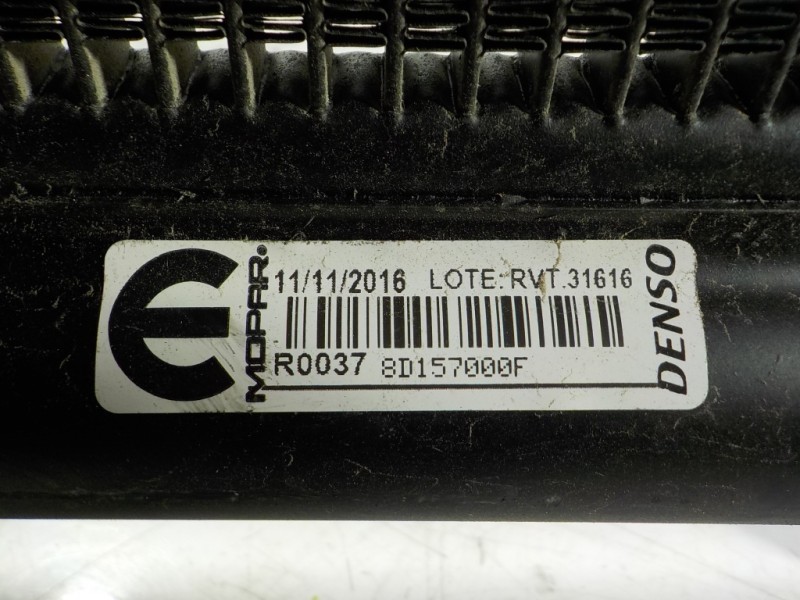 E
MOPAR®
11/11/2016 LOTE: RVT.31616
R0037 8D157000F
DENSO